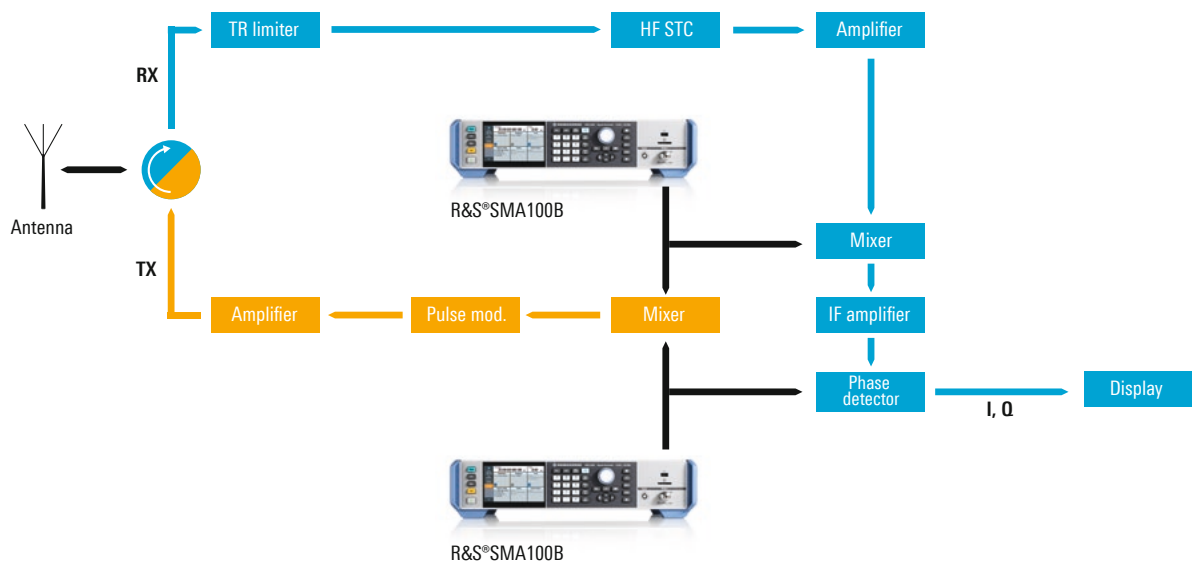 TR limiter
HF STC
Amplifier
RX
Antenna
R&S®SMA100B
Mixer
TX
Amplifier
Pulse mod.
Mixer
IF amplifier
Phase
detector
I, Q
Display
R&S®SMA100B